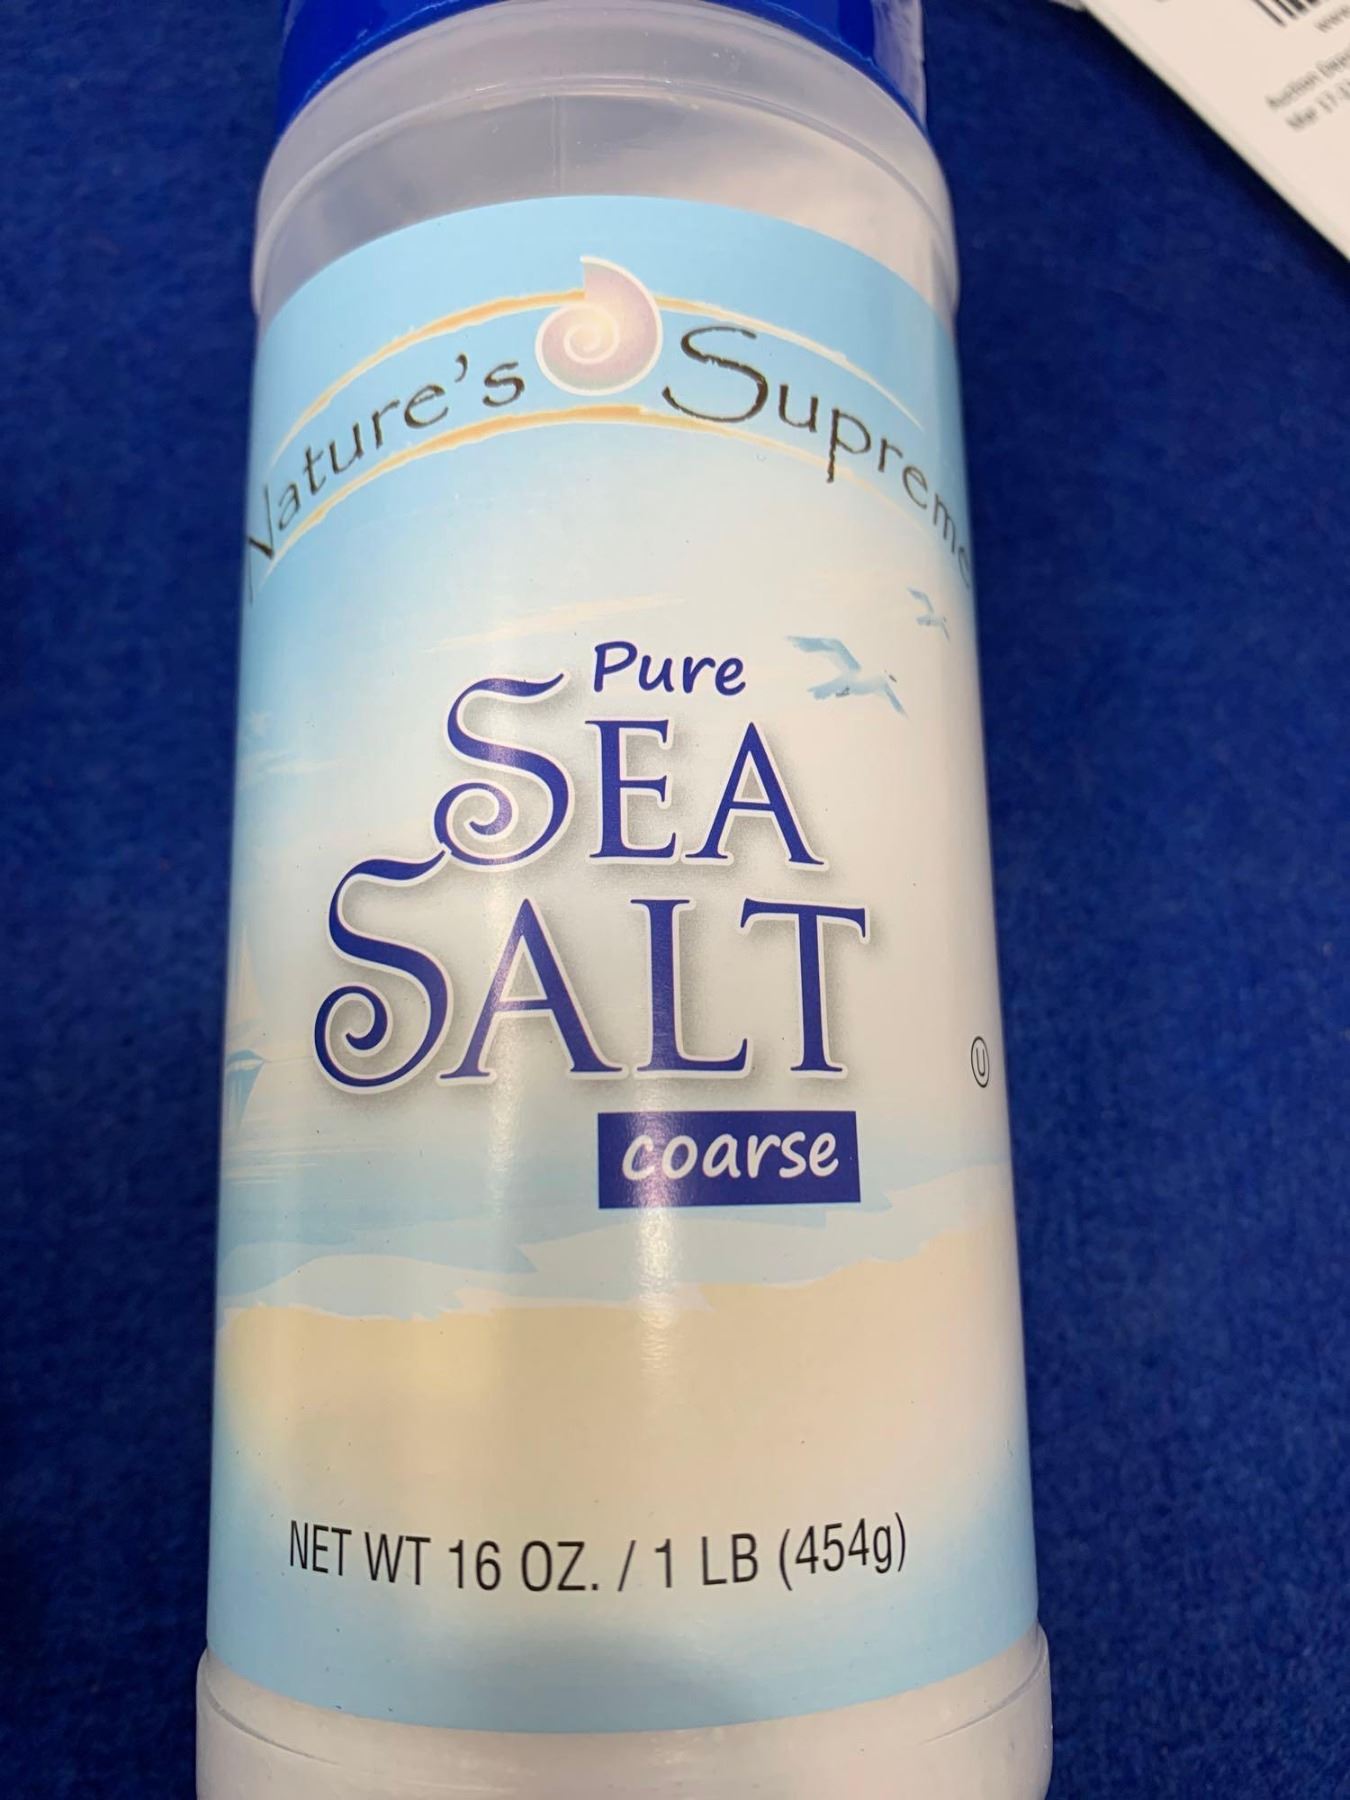 Nature's Supreme
Pure
SEA
SALT
U
coarse
NET WT 16 OZ. / 1 LB (454g)